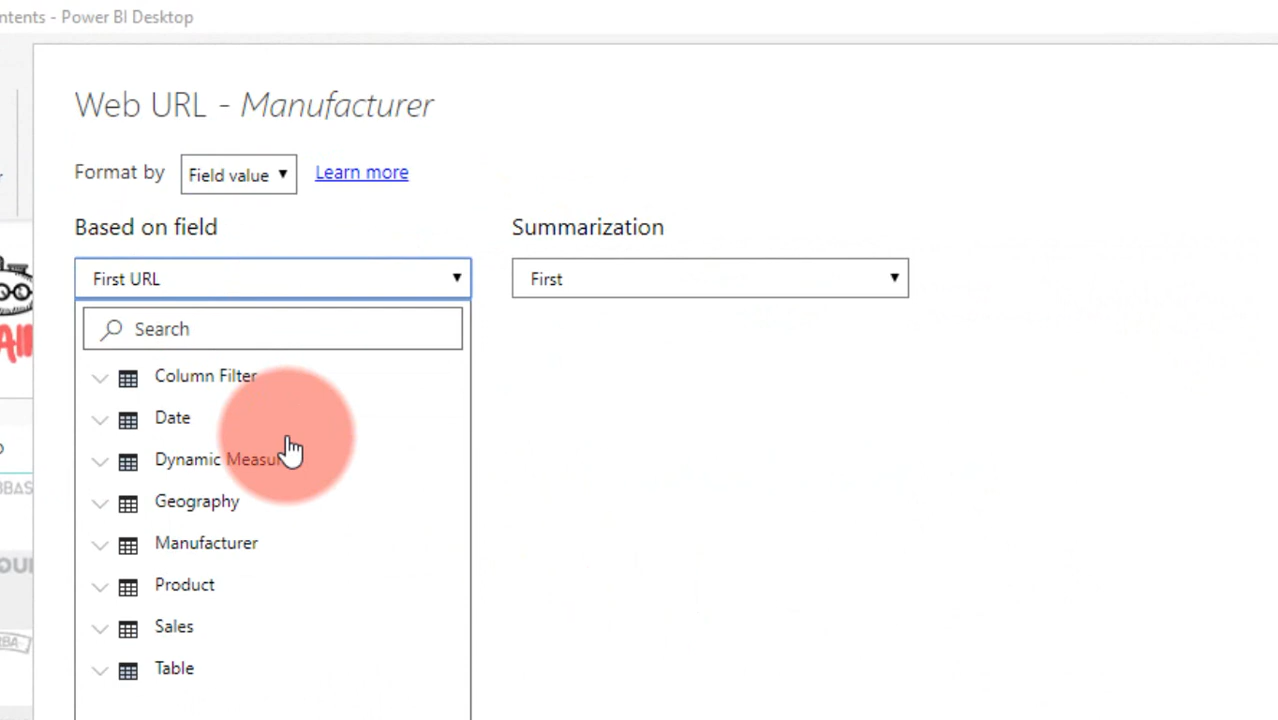 ntents - Power BI Desktop
Web URL - Manufacturer
Format by Field value Learn more
Based on field Summarization
First URL First
Search
Column Filter
Date
Dynamic Measu
Geography
Manufacturer
Product
Sales
Table